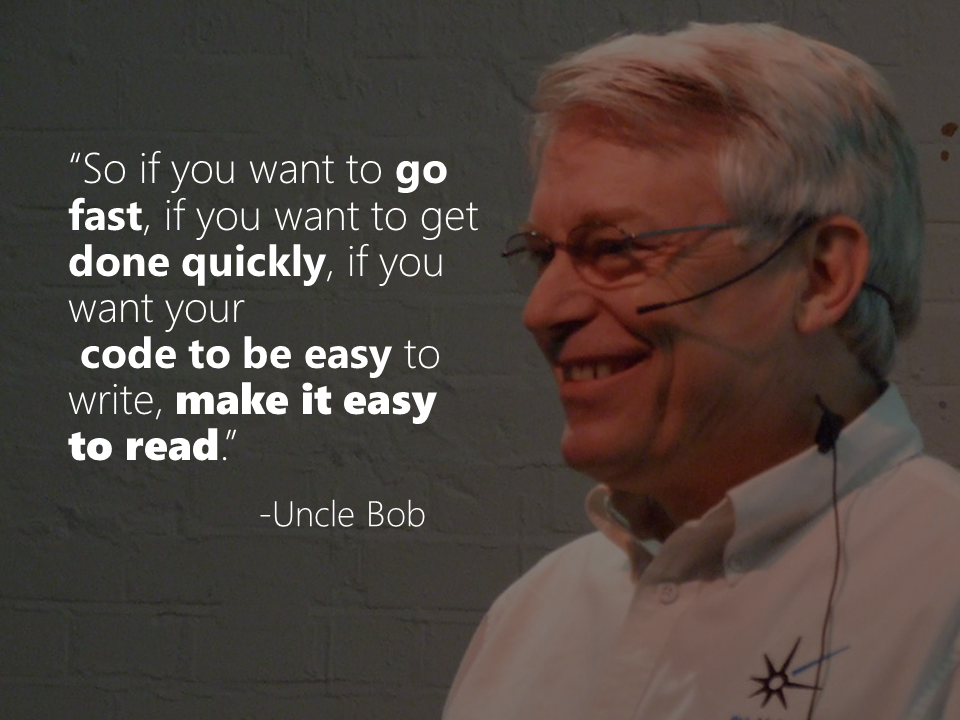 “So if you want to go
fast, if you want to get
done quickly, if you
want your
code to be easy to
write, make it easy
to read.”
-Uncle Bob